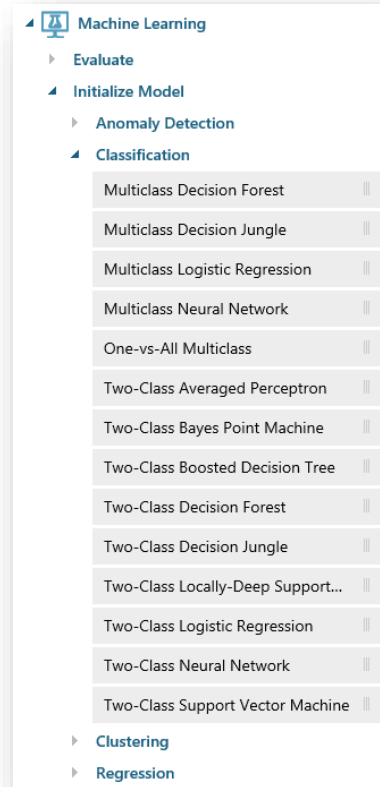 Machine Learning
Evaluate
Initialize Model
Anomaly Detection
Classification
Multiclass Decision Forest
Multiclass Decision Jungle
Multiclass Logistic Regression
Multiclass Neural Network
One-vs-All Multiclass
Two-Class Averaged Perceptron
Two-Class Bayes Point Machine
Two-Class Boosted Decision Tree
Two-Class Decision Forest
Two-Class Decision Jungle
Two-Class Locally-Deep Support...
Two-Class Logistic Regression
Two-Class Neural Network
Two-Class Support Vector Machine
Clustering
Regression